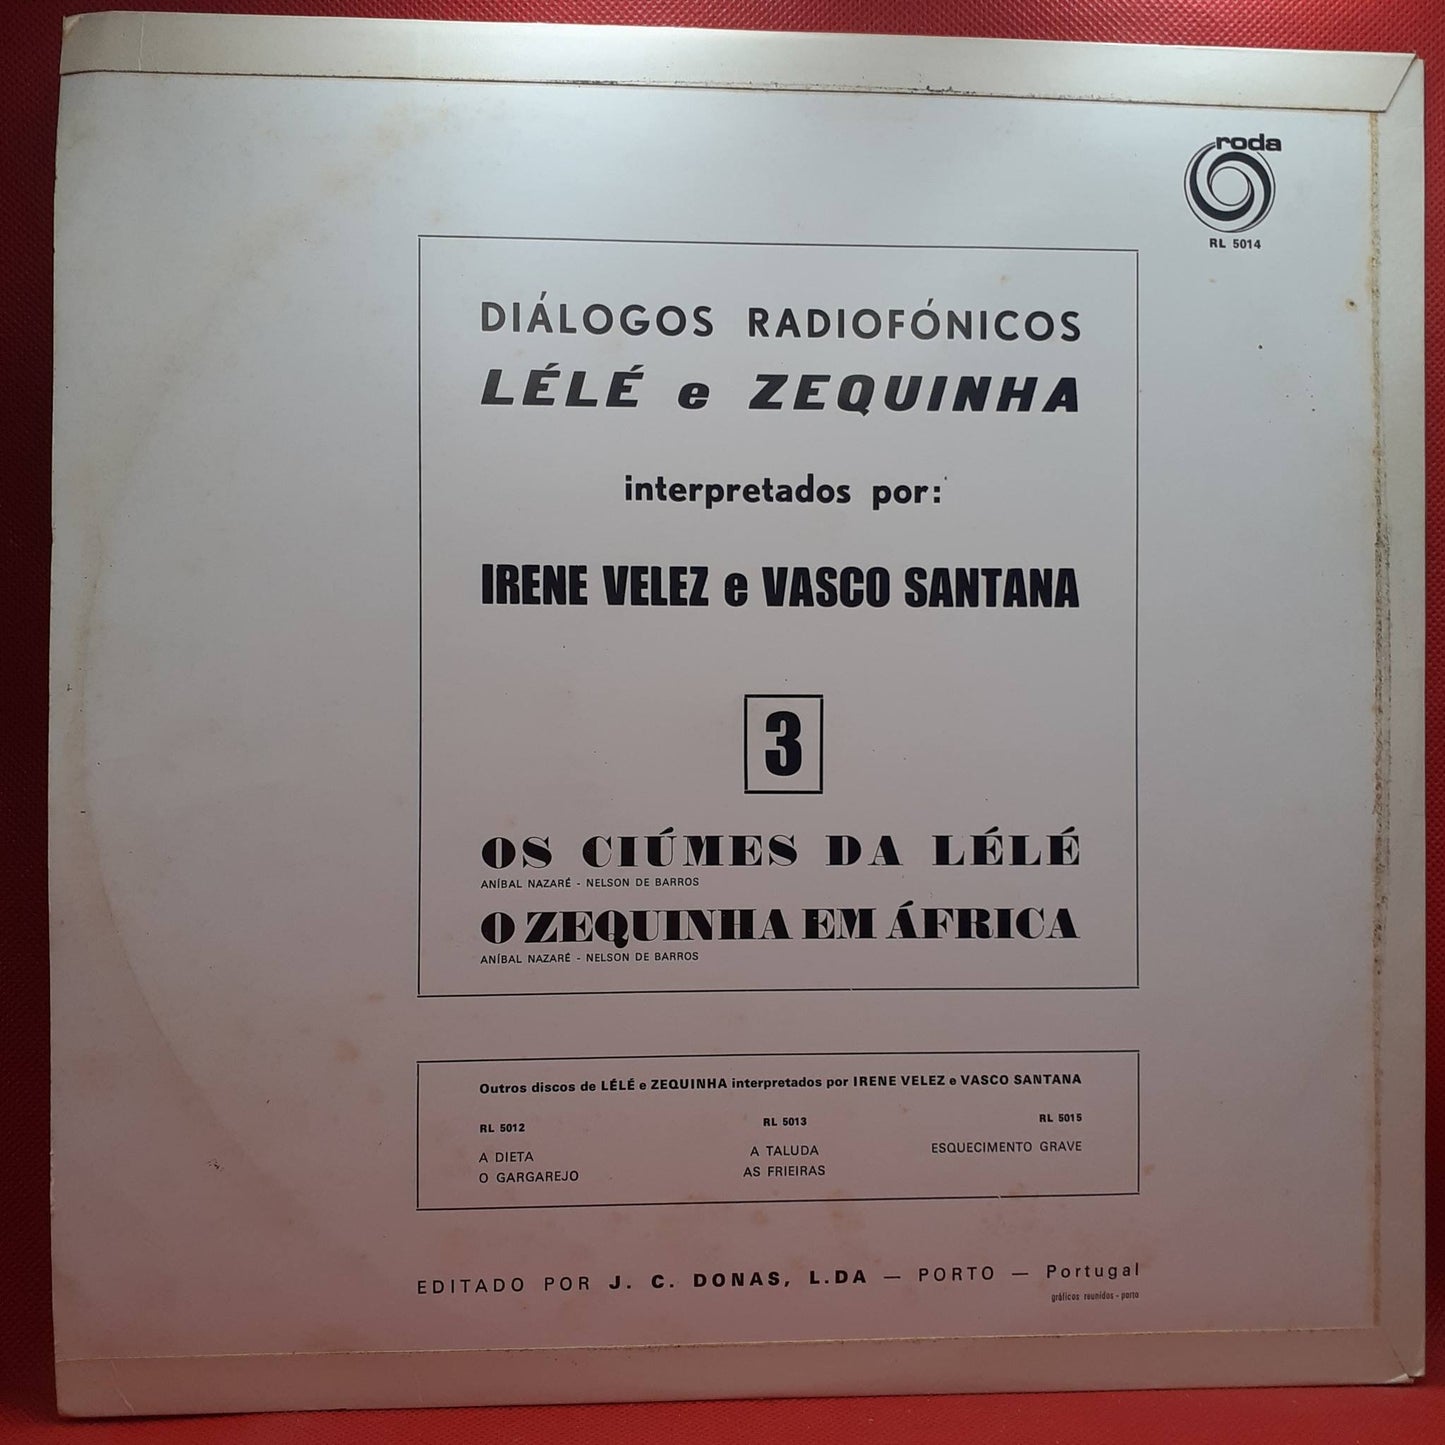 roda
RL 5014
DIÁLOGOS RADIOFÓNICOS
LÉLÉ e ZEQUINHA
interpretados por:
IRENE VELEZ e VASCO SANTANA
3
OS CIÚMES DA LÉLÉ
ANÍBAL NAZARÉ - NELSON DE BARROS
O ZEQUINHA EM ÁFRICA
ANÍBAL NAZARÉ - NELSON DE BARROS
Outros discos de LÉLÉ e ZEQUINHA interpretados por IRENE VELEZ e VASCO SANTANA
RL 5012
A DIETA
O GARGAREJO
RL 5013
A TALUDA
AS FRIEIRAS
RL 5015
ESQUECIMENTO GRAVE
EDITADO POR J. C. DONAS, L.DA — PORTO — Portugal
gráficos reunidos - porto